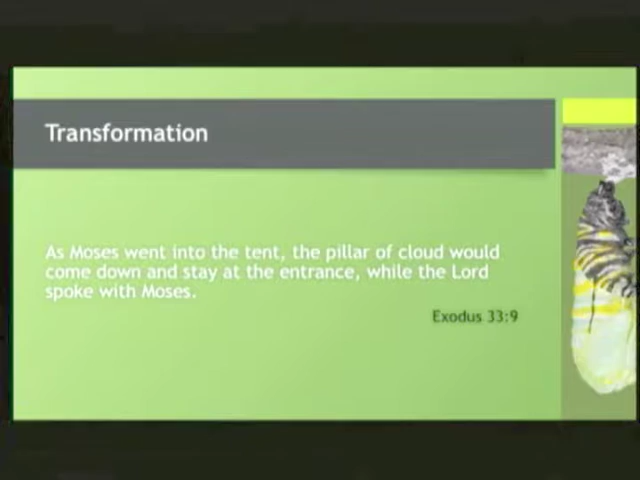 Transformation
As Moses went into the tent, the pillar of cloud would
come down and stay at the entrance, while the Lord
spoke with Moses.
Exodus 33:9